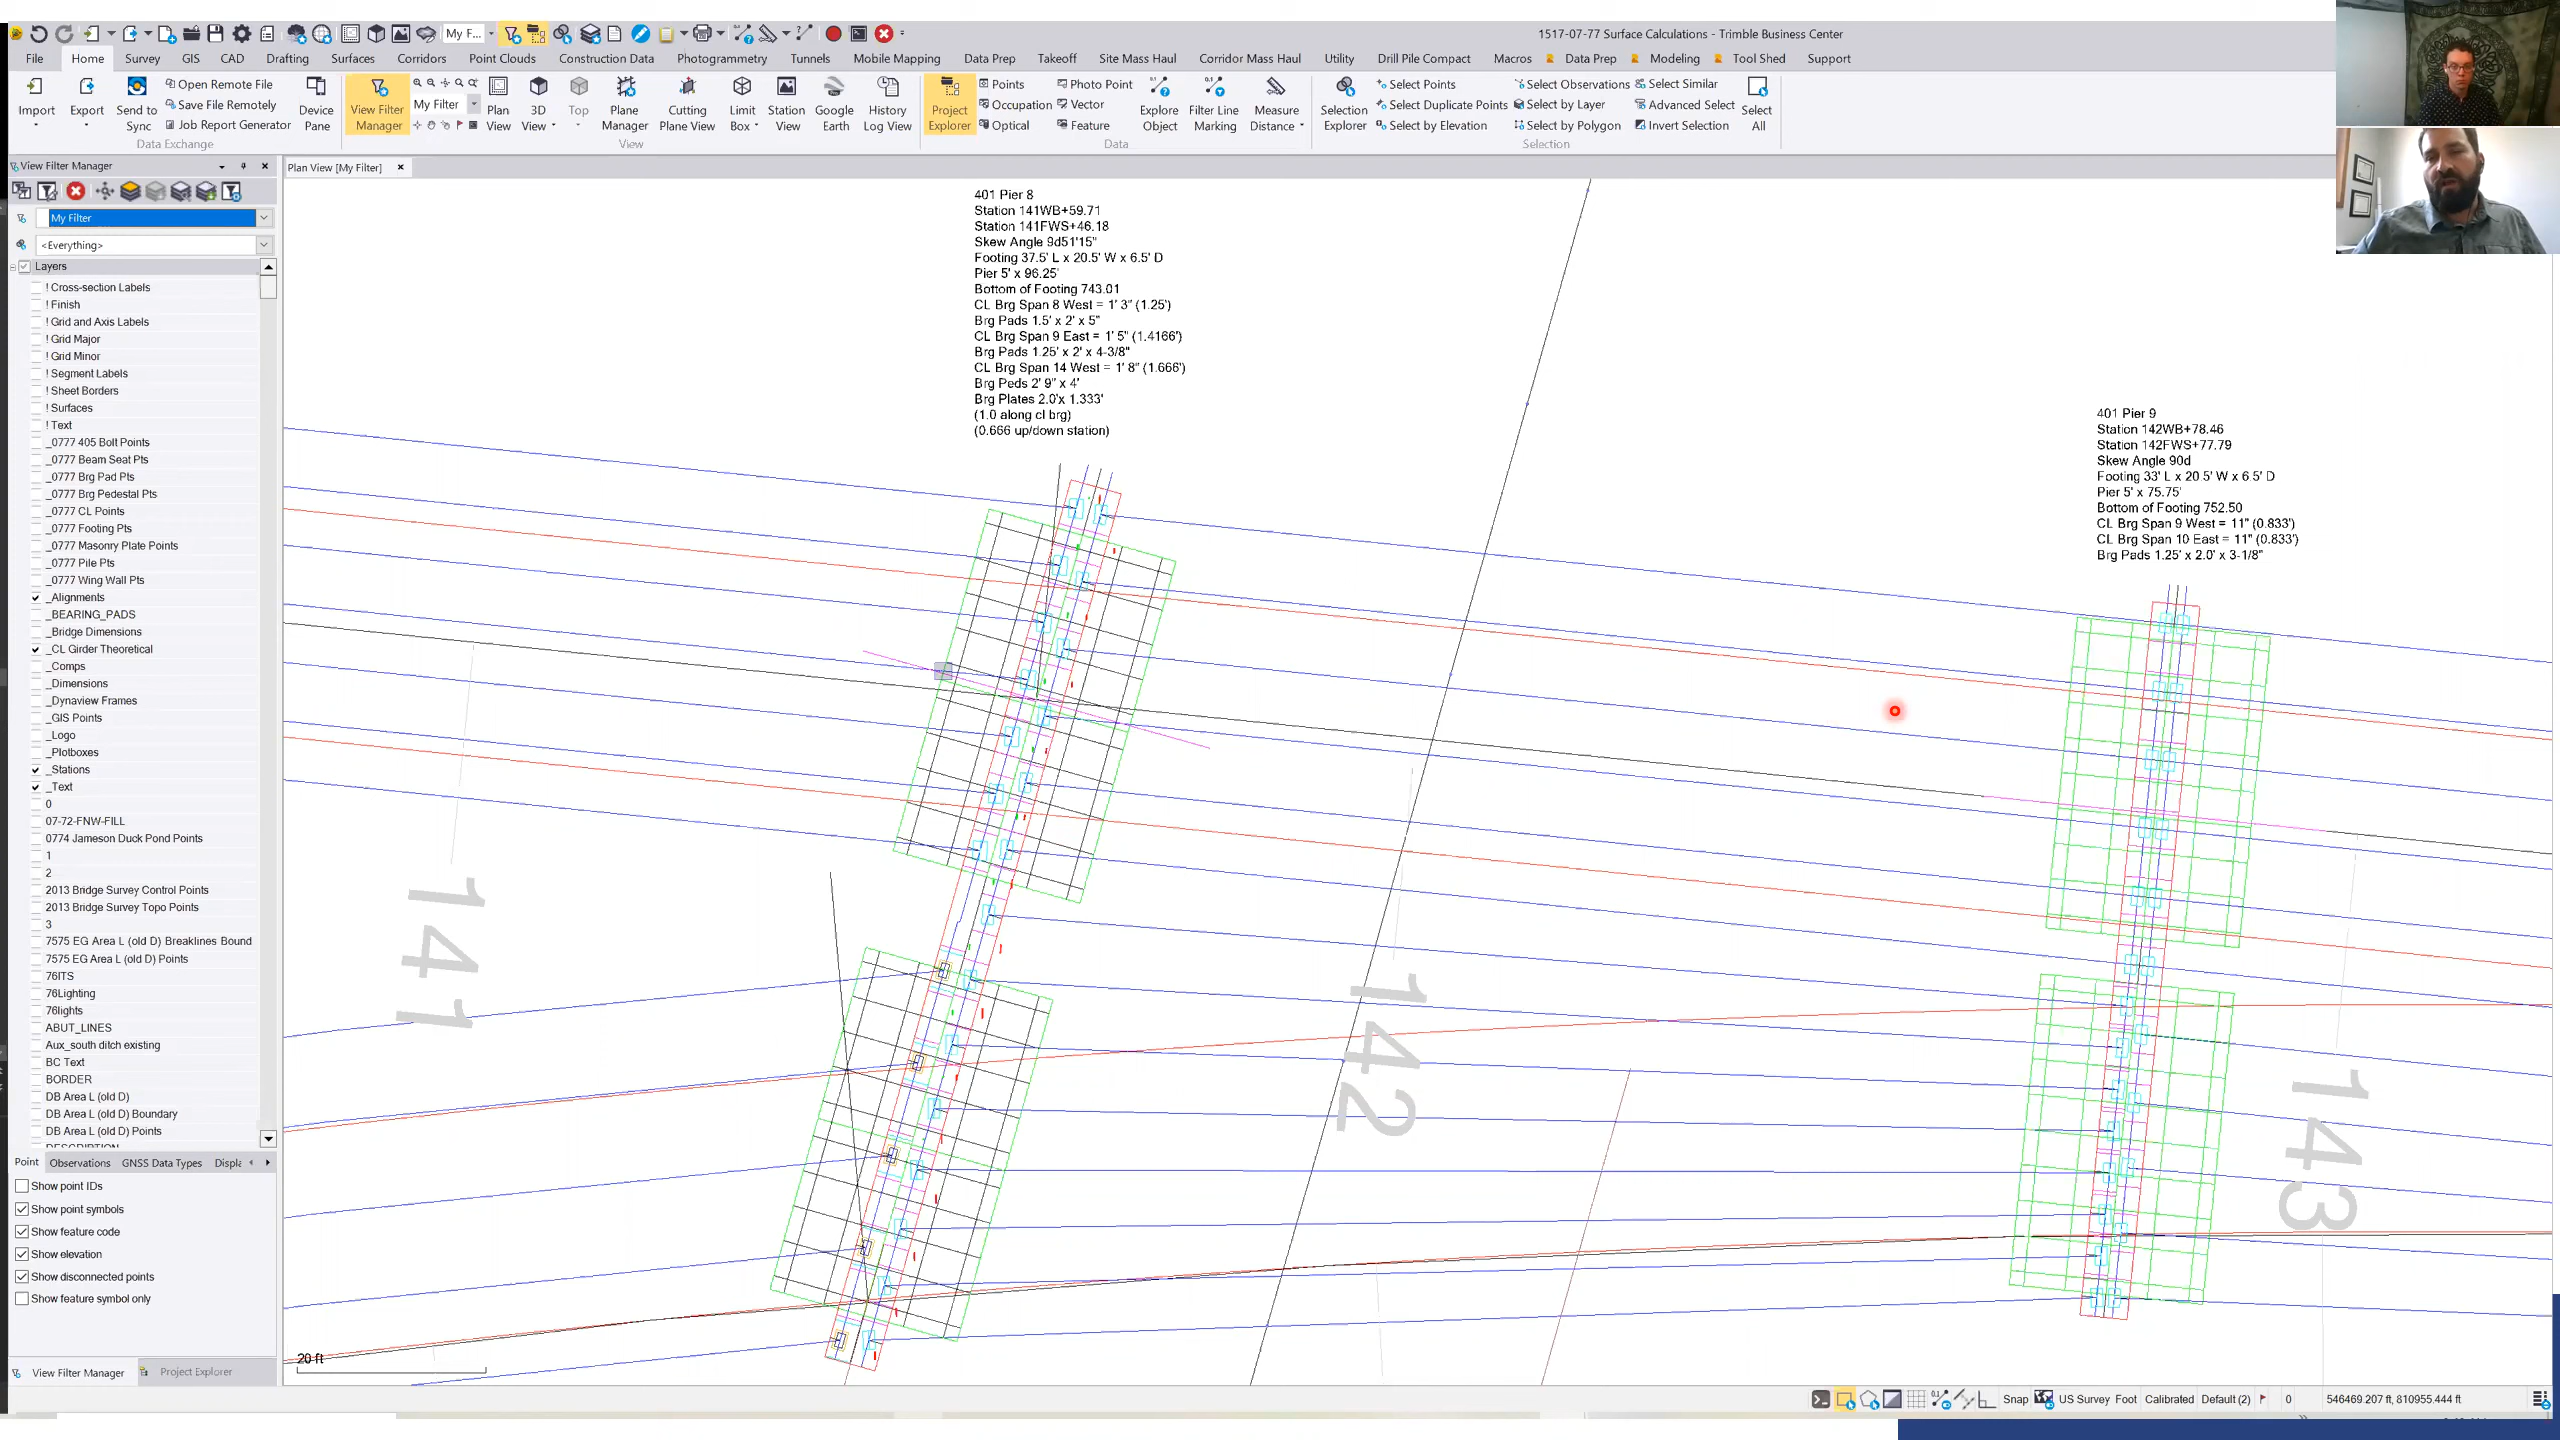 My F...
1517-07-77 Surface Calculations - Trimble Business Center
File Home Survey GIS CAD Drafting Surfaces Corridors Point Clouds Construction Data Photogrammetry Tunnels Mobile Mapping Data Prep Takeoff Site Mass Haul Corridor Mass Haul Utility Drill Pile Compact Macros Data Prep Modeling Tool Shed Support
Import
Export
Send to Sync
Open Remote File
Save File Remotely
Job Report Generator
Device Pane
Data Exchange
View Filter Manager
My Filter
Plan View
3D View
Top
Plane Manager
Cutting Plane View
Limit Box
Station View
Google Earth
History Log View
View
Project Explorer
Points
Occupation
Optical
Photo Point
Vector
Feature
Explore Object
Filter Line Marking
Measure Distance
Data
Selection Explorer
Select Points
Select Duplicate Points
Select by Elevation
Select Observations
Select by Layer
Select by Polygon
Select Similar
Advanced Select
Invert Selection
Select All
Selection
View Filter Manager
My Filter
<Everything>
Layers
! Cross-section Labels
! Finish
! Grid and Axis Labels
! Grid Major
! Grid Minor
! Segment Labels
! Sheet Borders
! Surfaces
! Text
_0777 405 Bolt Points
_0777 Beam Seat Pts
_0777 Brg Pad Pts
_0777 Brg Pedestal Pts
_0777 CL Points
_0777 Footing Pts
_0777 Masonry Plate Points
_0777 Pile Pts
_0777 Wing Wall Pts
_Alignments
_BEARING_PADS
_Bridge Dimensions
_CL Girder Theoretical
_Comps
_Dimensions
_Dynaview Frames
_GIS Points
_Logo
_Plotboxes
_Stations
_Text
0
07-72-FNW-FILL
0774 Jameson Duck Pond Points
1
2
2013 Bridge Survey Control Points
2013 Bridge Survey Topo Points
3
7575 EG Area L (old D) Breaklines Bound
7575 EG Area L (old D) Points
76ITS
76Lighting
76lights
ABUT_LINES
Aux_south ditch existing
BC Text
BORDER
DB Area L (old D)
DB Area L (old D) Boundary
DB Area L (old D) Points
Point Observations GNSS Data Types Displa
Show point IDs
Show point symbols
Show feature code
Show elevation
Show disconnected points
Show feature symbol only
View Filter Manager Project Explorer
Plan View [My Filter]
401 Pier 8
Station 141WB+59.71
Station 141FWS+46.18
Skew Angle 9d51'15"
Footing 37.5' L x 20.5' W x 6.5' D
Pier 5' x 96.25'
Bottom of Footing 743.01
CL Brg Span 8 West = 1' 3" (1.25')
Brg Pads 1.5' x 2' x 5"
CL Brg Span 9 East = 1' 5" (1.4166')
Brg Pads 1.25' x 2' x 4-3/8"
CL Brg Span 14 West = 1' 8" (1.666')
Brg Peds 2' 9" x 4'
Brg Plates 2.0'x 1.333'
(1.0 along cl brg)
(0.666 up/down station)
401 Pier 9
Station 142WB+78.46
Station 142FWS+77.79
Skew Angle 90d
Footing 33' L x 20.5' W x 6.5' D
Pier 5' x 75.75'
Bottom of Footing 752.50
CL Brg Span 9 West = 11" (0.833')
CL Brg Span 10 East = 11" (0.833')
Brg Pads 1.25' x 2.0' x 3-1/8"
141
142
143
20 ft
Snap US Survey Foot Calibrated Default (2) 0 546469.207 ft, 810955.444 ft